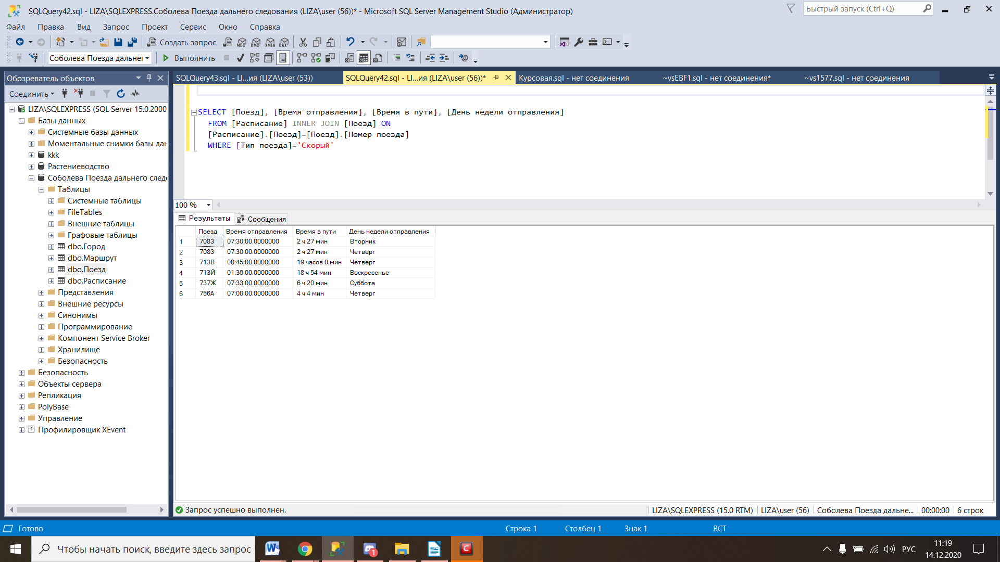 SQLQuery42.sql - LIZA\SQLEXPRESS.Соболева Поезда дальнего следования (LIZA\user (56))* - Microsoft SQL Server Management Studio (Администратор)
Быстрый запуск (Ctrl+Q)
Файл Правка Вид Запрос Проект Сервис Окно Справка
Создать запрос
MDX DMX XMLA DAX
Соболева Поезда дальнег
Выполнить
Обозреватель объектов
Соединить
LIZA\SQLEXPRESS (SQL Server 15.0.2000
Базы данных
Системные базы данных
Моментальные снимки базы дан
kkk
Растениеводство
Соболева Поезда дальнего следо
Таблицы
Системные таблицы
FileTables
Внешние таблицы
Графовые таблицы
dbo.Город
dbo.Маршрут
dbo.Поезд
dbo.Расписание
Представления
Внешние ресурсы
Синонимы
Программирование
Компонент Service Broker
Хранилище
Безопасность
Безопасность
Объекты сервера
Репликация
PolyBase
Управление
Профилировщик XEvent
SQLQuery43.sql - LI...ия (LIZA\user (53)) SQLQuery42.sql - LI...ия (LIZA\user (56))* Курсовая.sql - нет соединения ~vsEBF1.sql - нет соединения* ~vs1577.sql - нет соединения
SELECT [Поезд], [Время отправления], [Время в пути], [День недели отправления]
FROM [Расписание] INNER JOIN [Поезд] ON
[Расписание].[Поезд]=[Поезд].[Номер поезда]
WHERE [Тип поезда]='Скорый'
100 %
Результаты Сообщения
Поезд Время отправления Время в пути День недели отправления
1 7083 07:30:00.0000000 2 ч 27 мин Вторник
2 7083 07:30:00.0000000 2 ч 27 мин Четверг
3 713В 00:45:00.0000000 19 часов 0 мин Четверг
4 713Й 01:30:00.0000000 18 ч 54 мин Воскресенье
5 737Ж 07:33:00.0000000 6 ч 20 мин Суббота
6 756А 07:00:00.0000000 4 ч 4 мин Четверг
Запрос успешно выполнен. LIZA\SQLEXPRESS (15.0 RTM) LIZA\user (56) Соболева Поезда дальне... 00:00:00 6 строк
Готово Строка 1 Столбец 1 Знак 1 ВСТ
Чтобы начать поиск, введите здесь запрос
1
РУС
11:19
14.12.2020